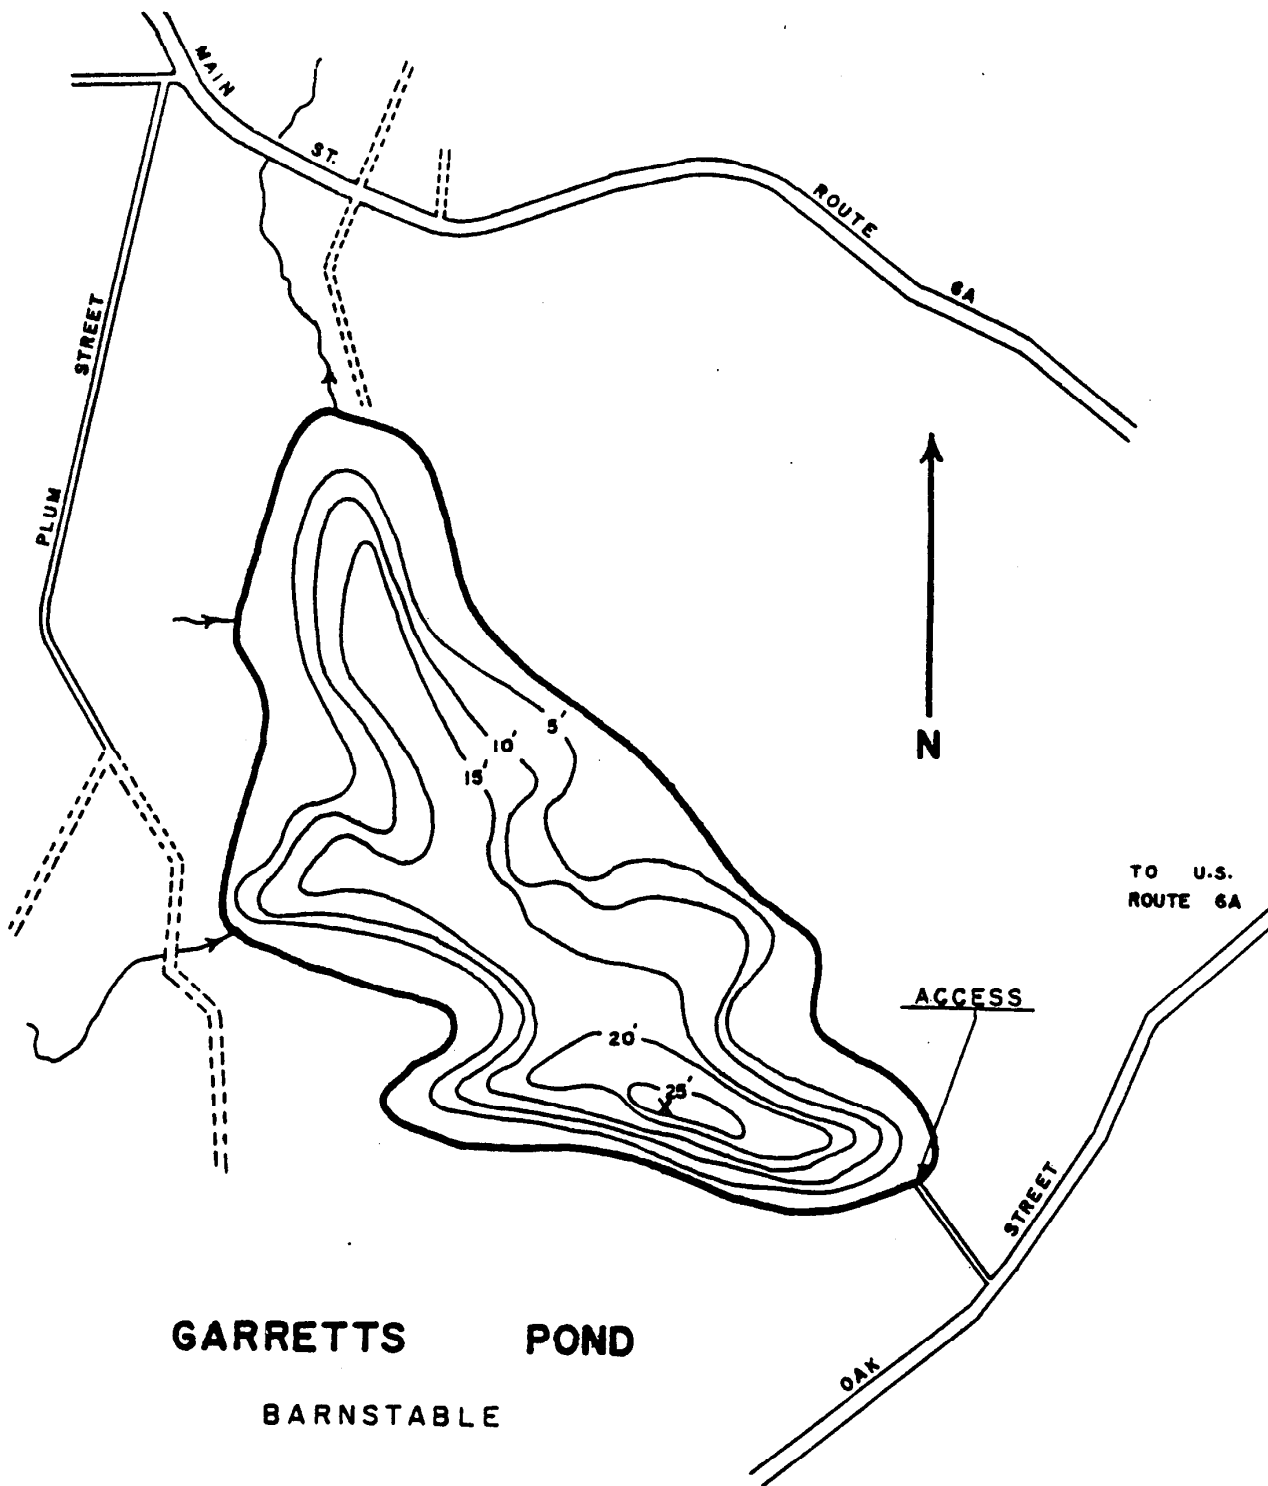 MAIN
ST.
ROUTE
6A
STREET
PLUM
5'
10'
15'
N
TO U.S.
ROUTE 6A
ACCESS
20'
25'
STREET
OAK
GARRETTS POND
BARNSTABLE